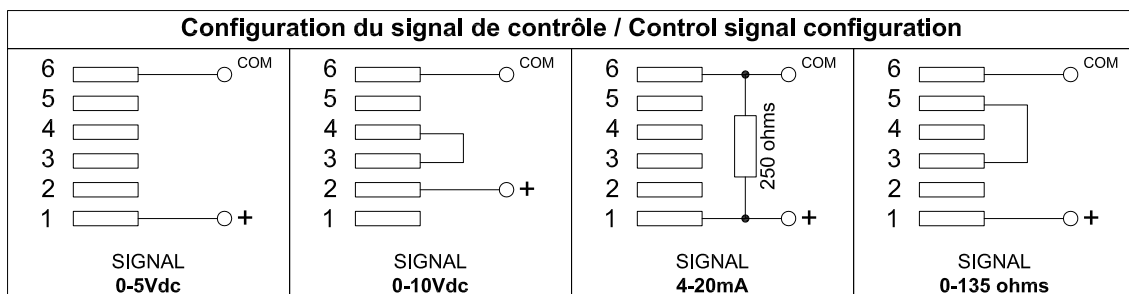 Configuration du signal de contrôle / Control signal configuration
6 COM
5
4
3
2
1 +
SIGNAL
0-5Vdc
6 COM
5
4
3
2 +
1
SIGNAL
0-10Vdc
6 COM
5
4
3
2
1 +
250 ohms
SIGNAL
4-20mA
6 COM
5
4
3
2
1 +
SIGNAL
0-135 ohms